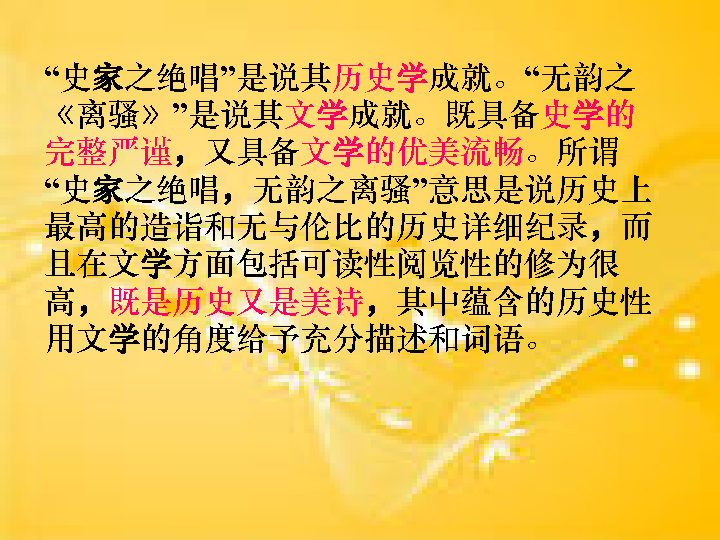 “史家之绝唱”是说其历史学成就。“无韵之
《离骚》”是说其文学成就。既具备史学的
完整严谨，又具备文学的优美流畅。所谓
“史家之绝唱，无韵之离骚”意思是说历史上
最高的造诣和无与伦比的历史详细纪录，而
且在文学方面包括可读性阅览性的修为很
高，既是历史又是美诗，其中蕴含的历史性
用文学的角度给予充分描述和词语。